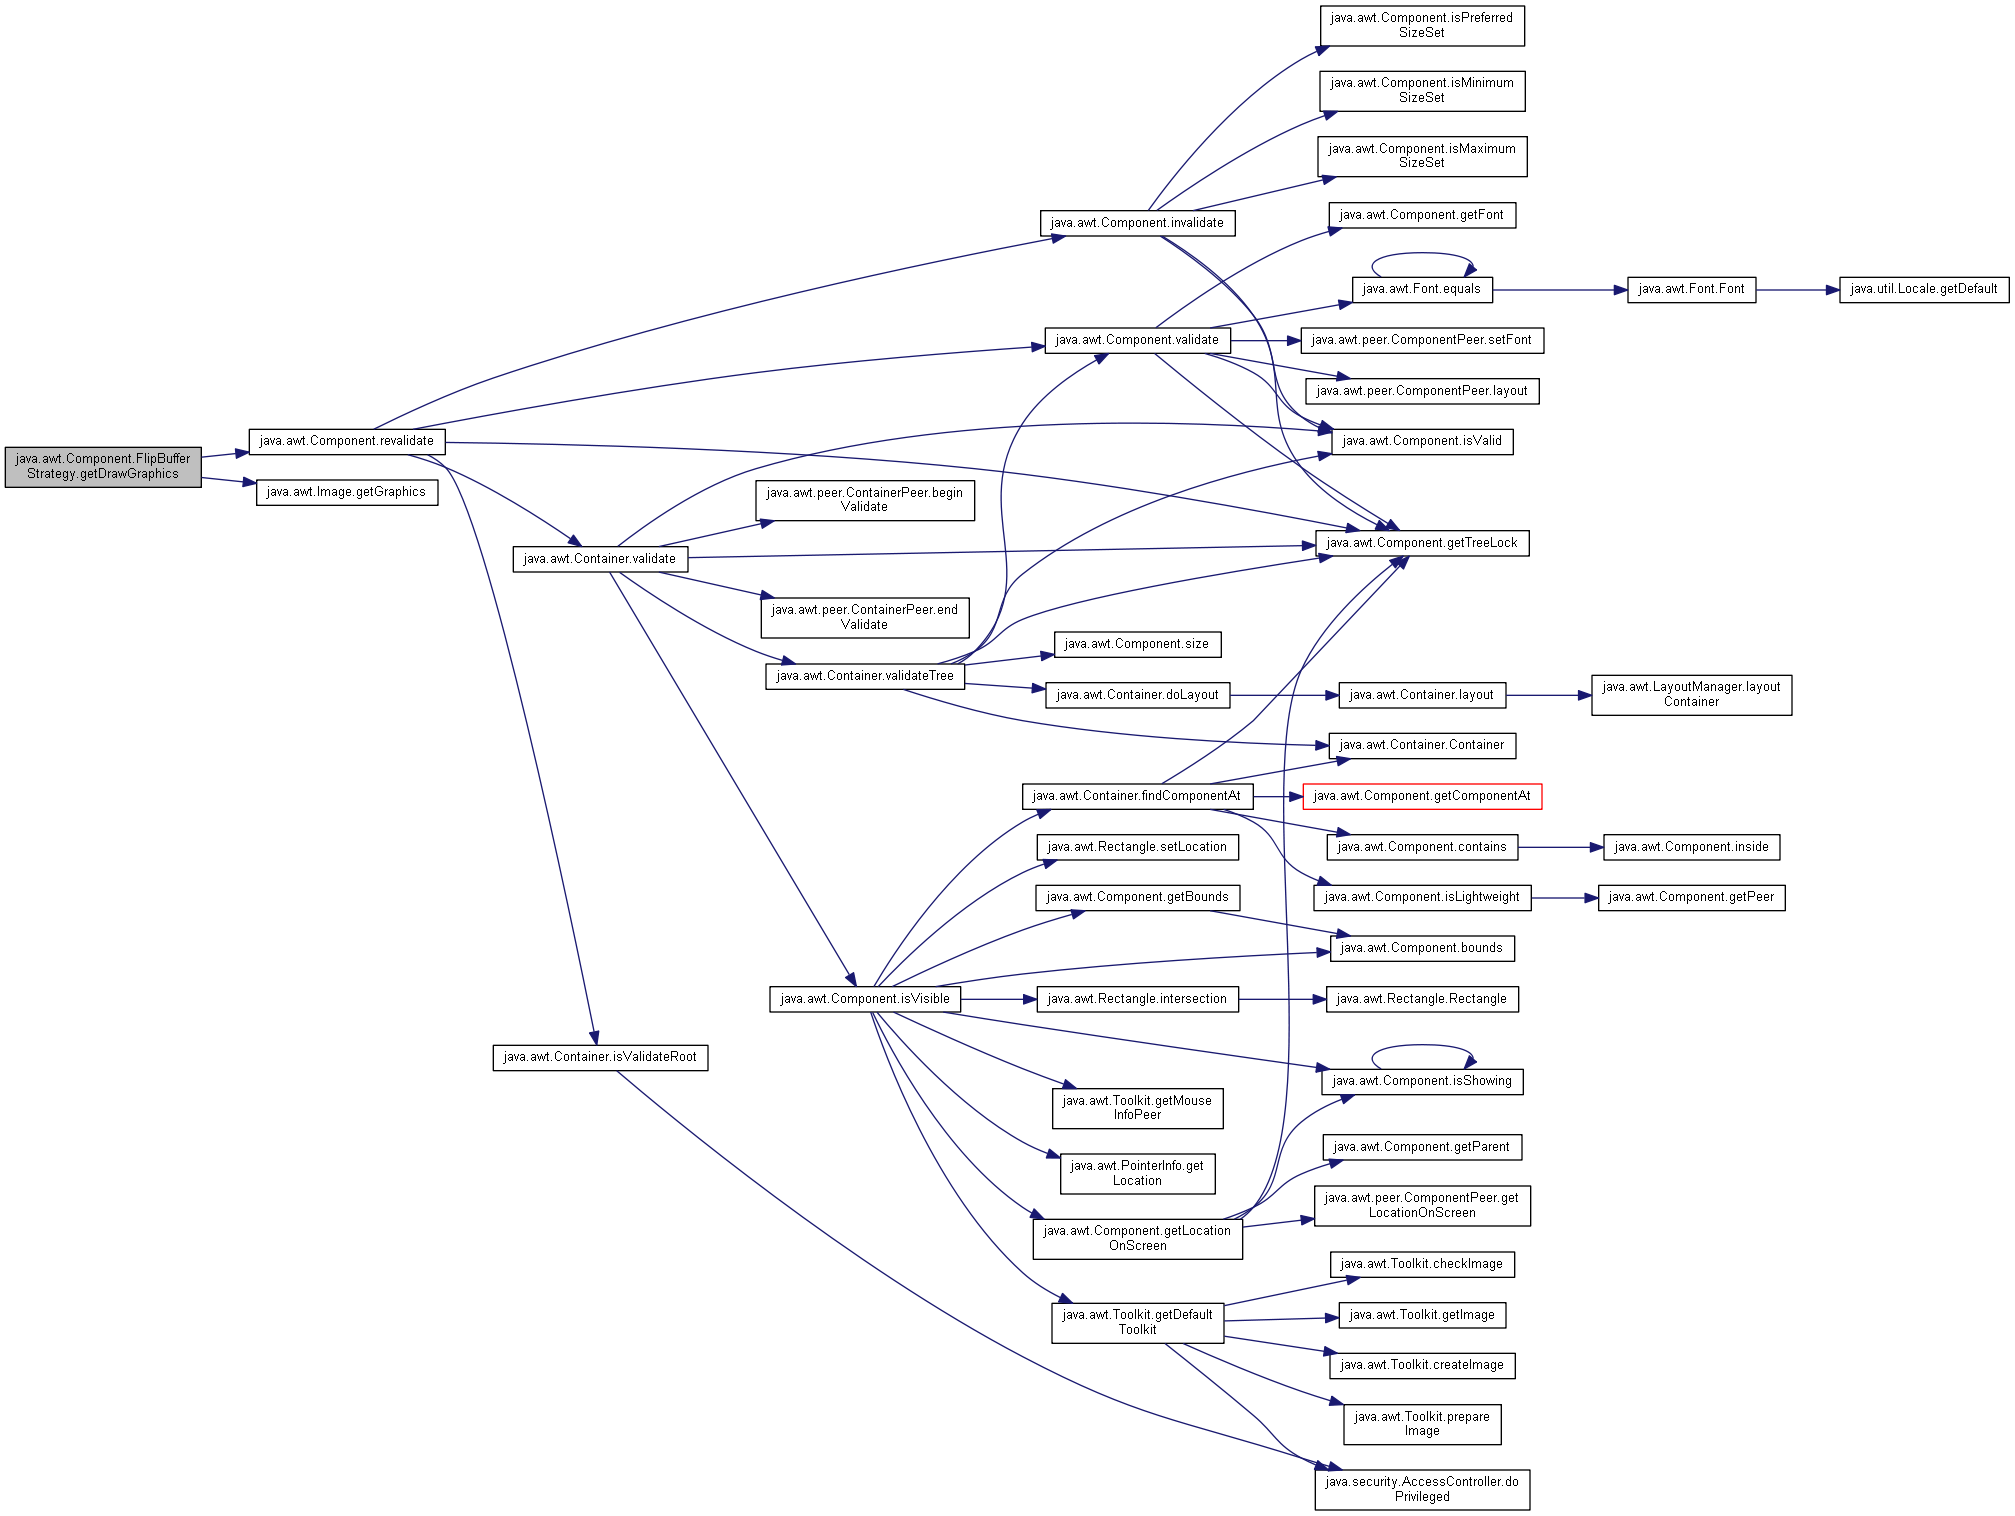 java.awt.Component.FlipBuffer
Strategy.getDrawGraphics
java.awt.Component.revalidate
java.awt.Image.getGraphics
java.awt.Container.validate
java.awt.Container.isValidateRoot
java.awt.peer.ContainerPeer.begin
Validate
java.awt.peer.ContainerPeer.end
Validate
java.awt.Container.validateTree
java.awt.Component.isVisible
java.awt.Component.invalidate
java.awt.Component.validate
java.awt.Component.size
java.awt.Container.doLayout
java.awt.Container.findComponentAt
java.awt.Rectangle.setLocation
java.awt.Component.getBounds
java.awt.Rectangle.intersection
java.awt.Toolkit.getMouse
InfoPeer
java.awt.PointerInfo.get
Location
java.awt.Component.getLocation
OnScreen
java.awt.Toolkit.getDefault
Toolkit
java.awt.Component.isPreferred
SizeSet
java.awt.Component.isMinimum
SizeSet
java.awt.Component.isMaximum
SizeSet
java.awt.Component.getFont
java.awt.Font.equals
java.awt.peer.ComponentPeer.setFont
java.awt.peer.ComponentPeer.layout
java.awt.Component.isValid
java.awt.Component.getTreeLock
java.awt.Container.layout
java.awt.Container.Container
java.awt.Component.getComponentAt
java.awt.Component.contains
java.awt.Component.isLightweight
java.awt.Component.bounds
java.awt.Rectangle.Rectangle
java.awt.Component.isShowing
java.awt.Component.getParent
java.awt.peer.ComponentPeer.get
LocationOnScreen
java.awt.Toolkit.checkImage
java.awt.Toolkit.getImage
java.awt.Toolkit.createImage
java.awt.Toolkit.prepare
Image
java.security.AccessController.do
Privileged
java.awt.Font.Font
java.awt.LayoutManager.layout
Container
java.awt.Component.inside
java.awt.Component.getPeer
java.util.Locale.getDefault